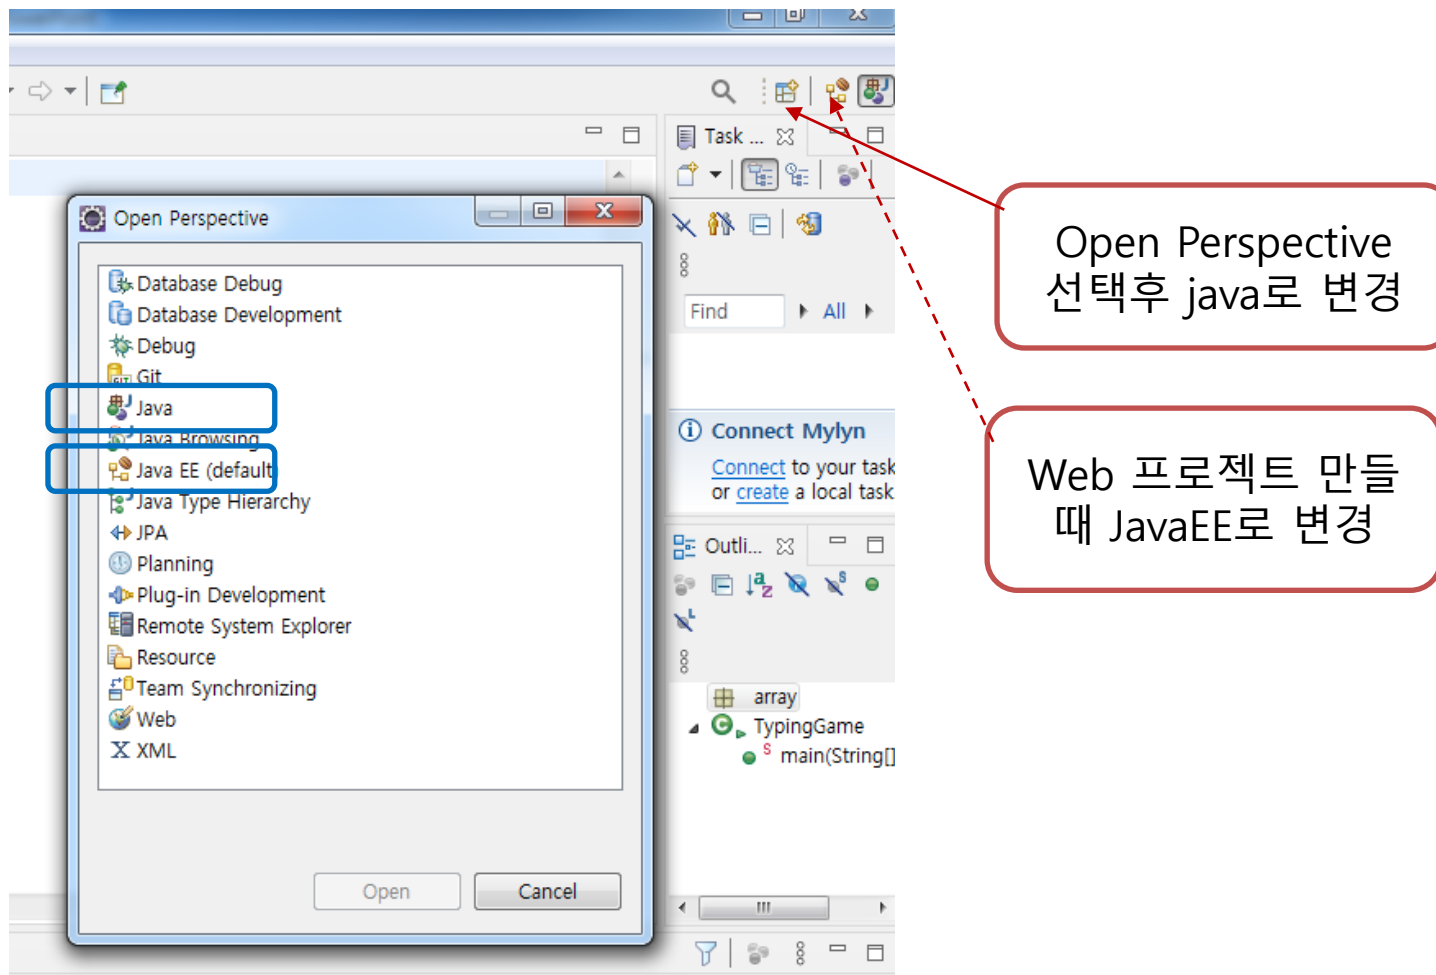 Task ...
Open Perspective
Database Debug
Database Development
Debug
Git
Java
Java Browsing
Java EE (default)
Java Type Hierarchy
JPA
Planning
Plug-in Development
Remote System Explorer
Resource
Team Synchronizing
Web
XML
Open
Cancel
Find
All
Connect Mylyn
Connect to your task
or create a local task
Outli...
array
TypingGame
main(String[]
Open Perspective
선택후 java로 변경
Web 프로젝트 만들
때 JavaEE로 변경